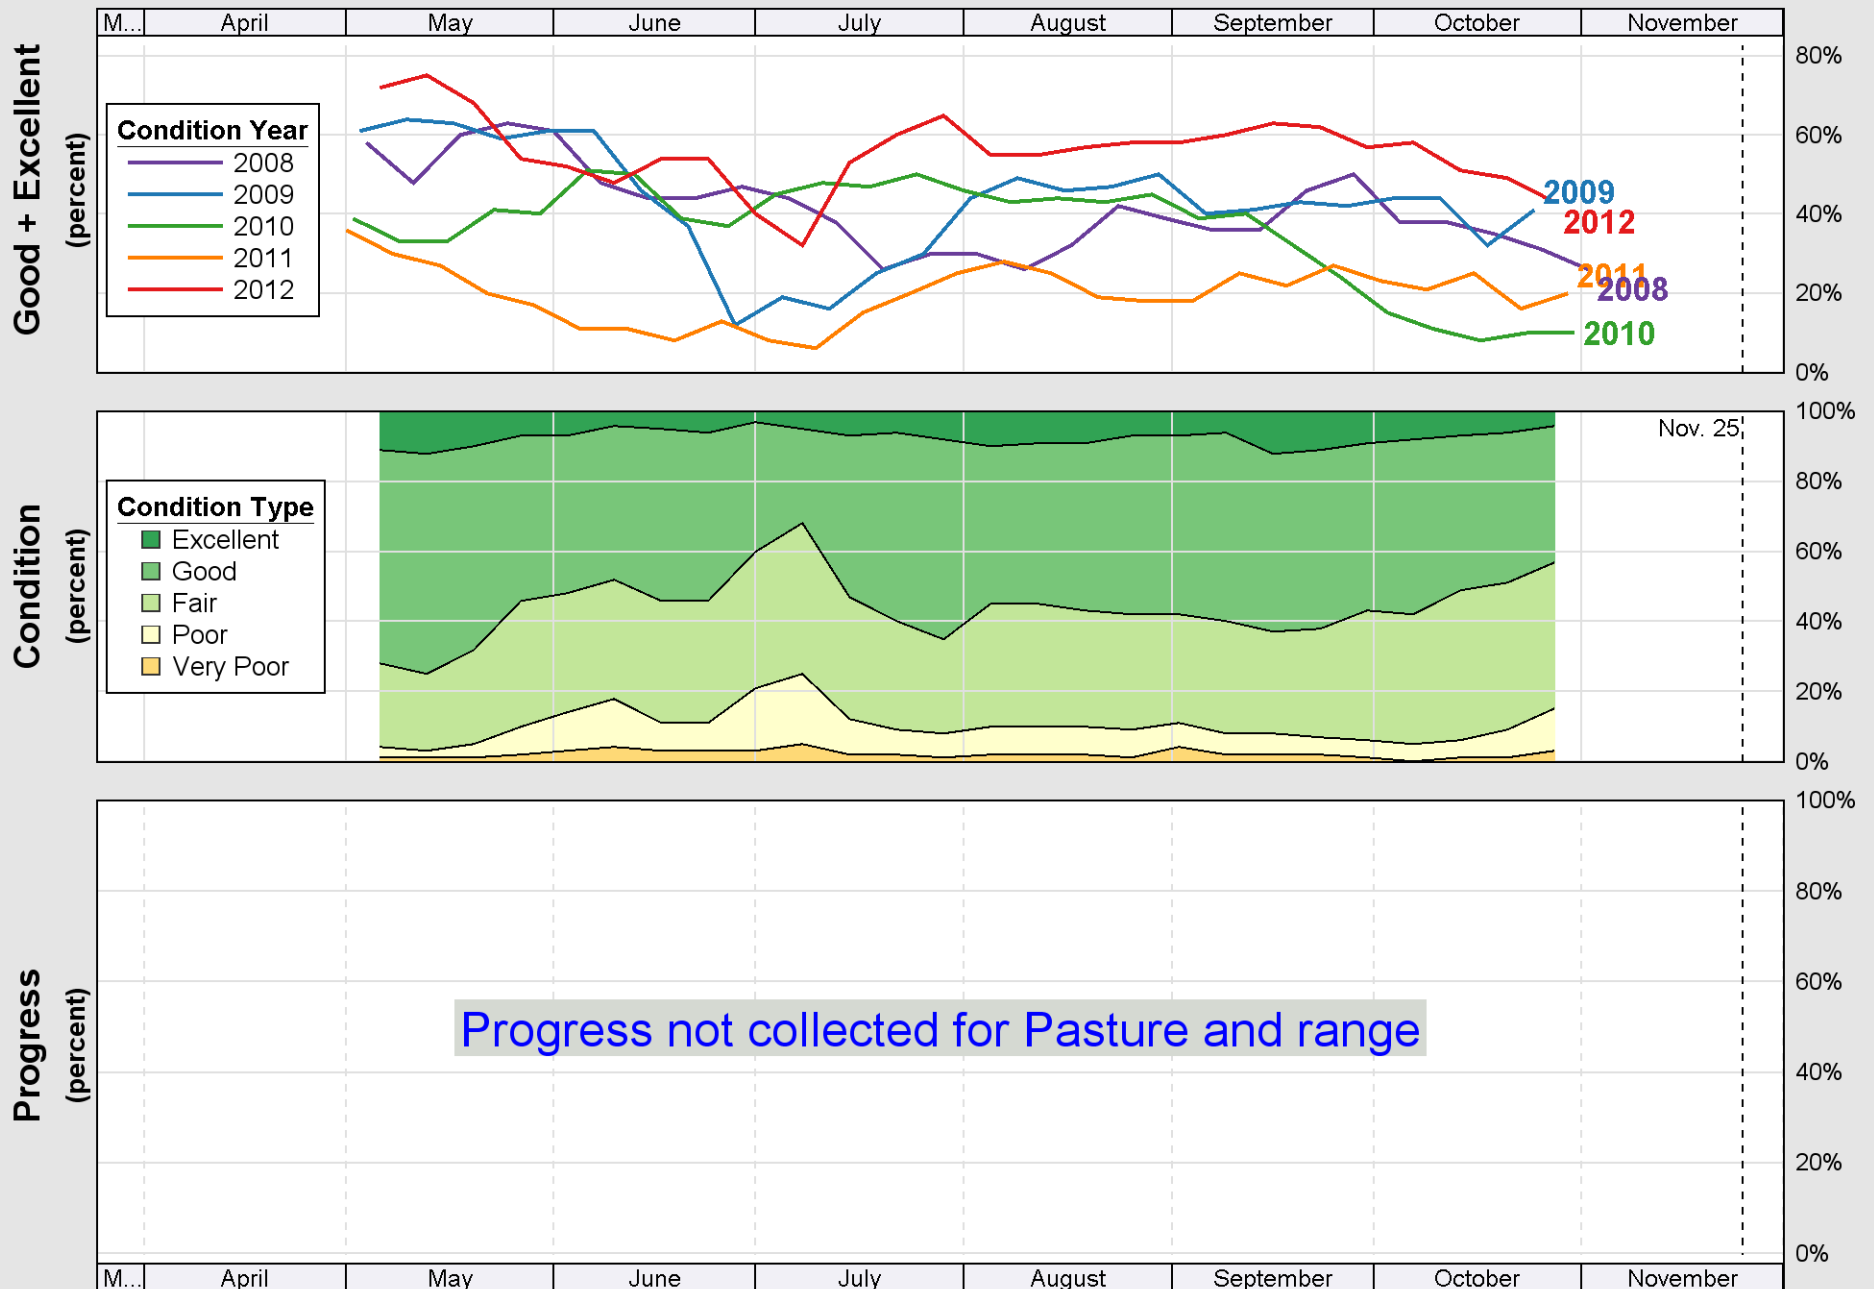 M... April May June July August September October November
Good + Excellent
(percent)
80%
60%
40%
20%
0%
Condition Year
2008
2009
2010
2011
2012
2009
2012
2011
2008
2010
Condition
(percent)
100%
80%
60%
40%
20%
0%
Nov. 25
Condition Type
Excellent
Good
Fair
Poor
Very Poor
Progress
(percent)
100%
80%
60%
40%
20%
0%
Progress not collected for Pasture and range
M... April May June July August September October November